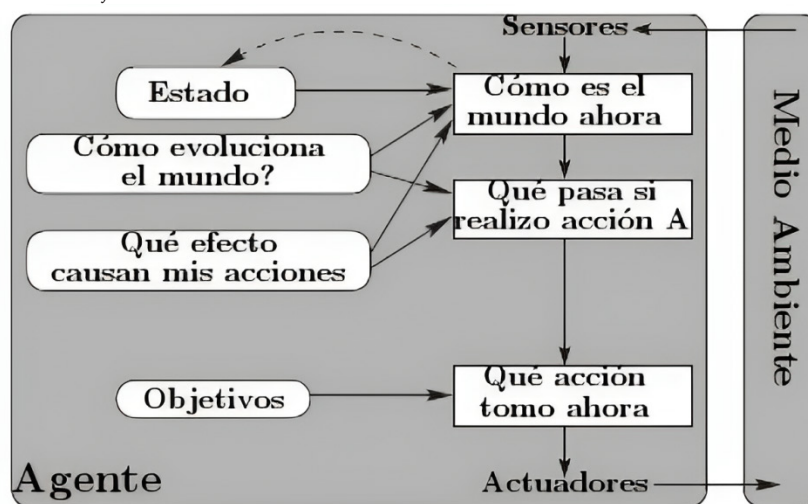 Sensores
Estado
Cómo es el
mundo ahora
Cómo evoluciona
el mundo?
Qué pasa si
realizo acción A
Qué efecto
causan mis acciones
Objetivos
Qué acción
tomo ahora
Agente
Actuadores
Medio Ambiente